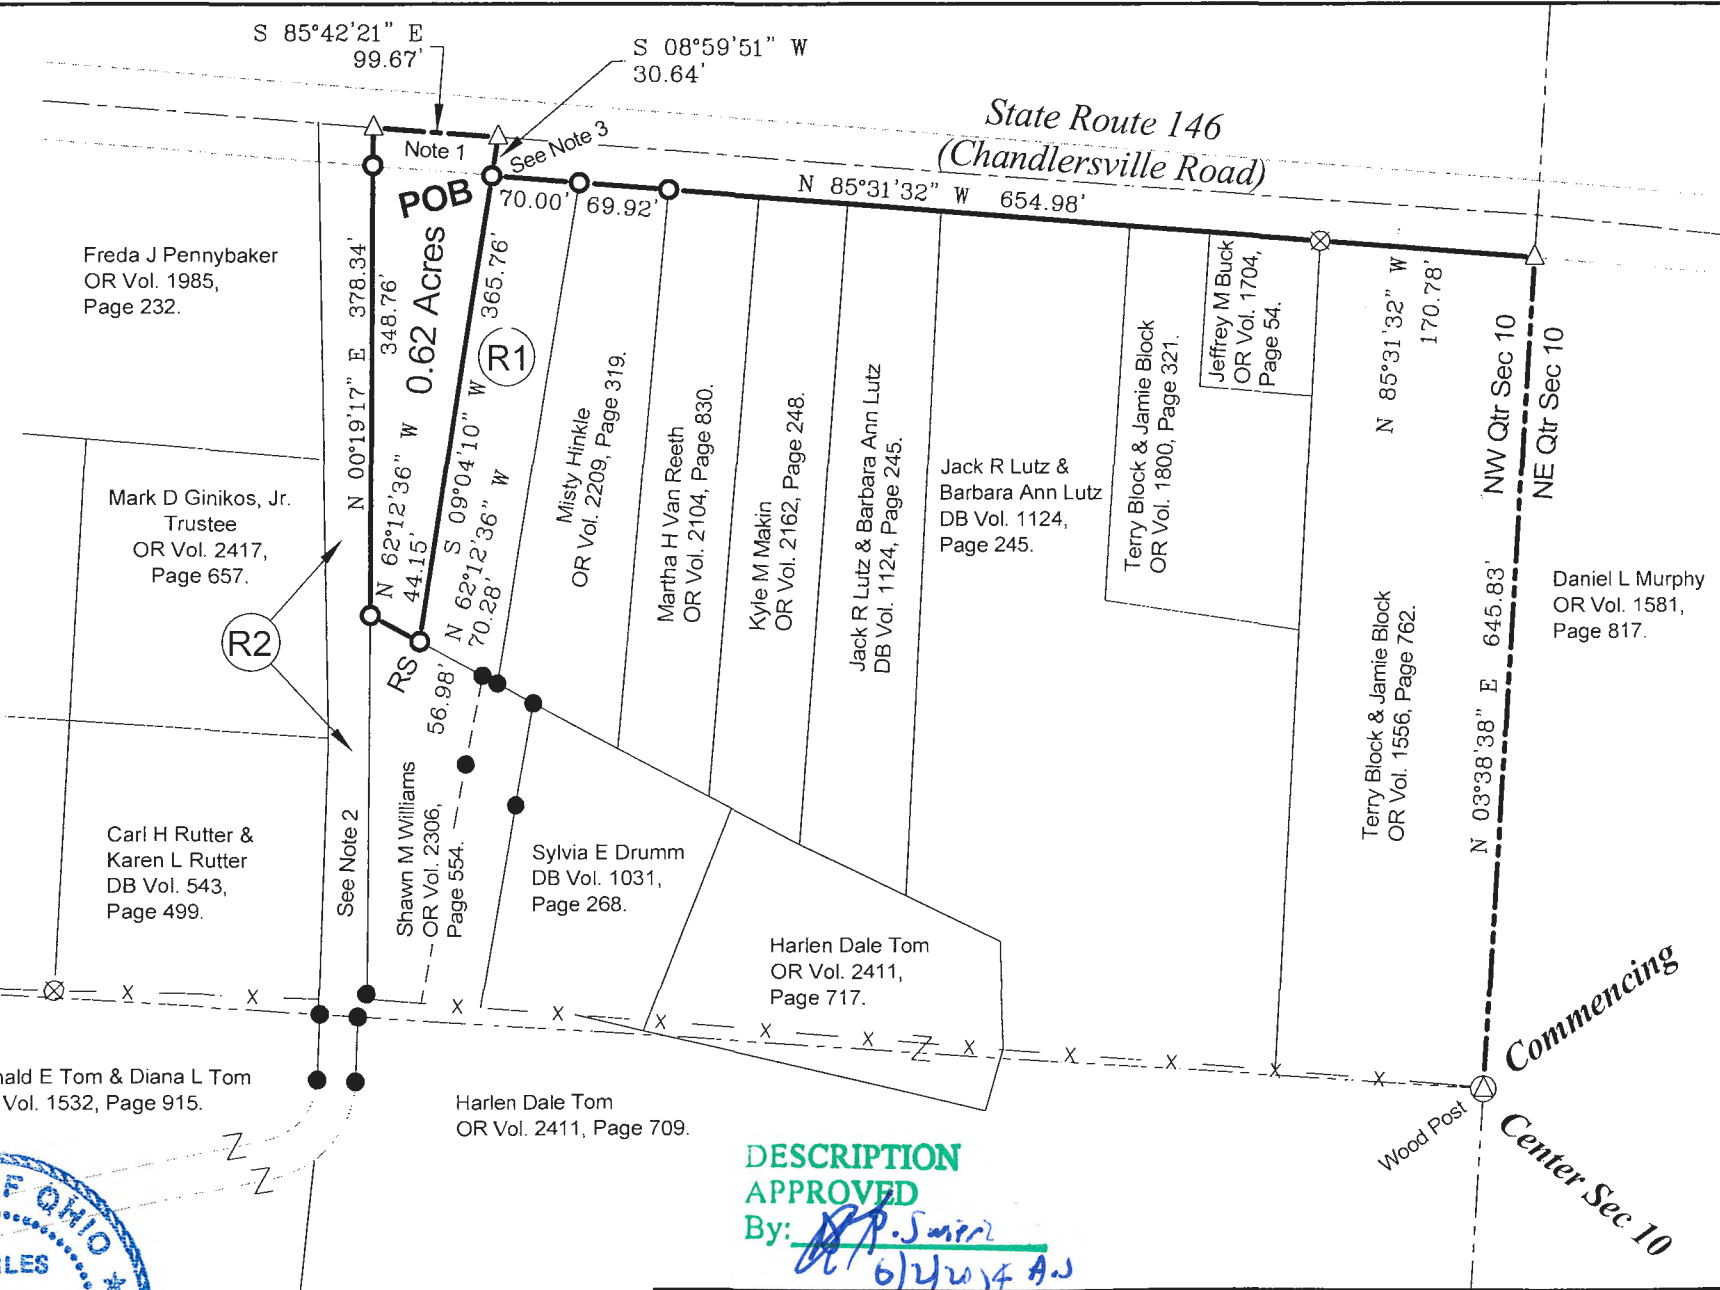 S 85°42'21" E
99.67'
S 08°59'51" W
30.64'
State Route 146
(Chandlersville Road)
Note 1
See Note 3
POB
70.00'
69.92'
N 85°31'32" W 654.98'
Freda J Pennybaker
OR Vol. 1985,
Page 232.
N 00°19'17" E 378.34'
348.76'
0.62 Acres
365.76'
S 09°04'10" W
R1
N 62°12'36" W
44.15'
N 62°12'36" W
70.28'
Misty Hinkle
OR Vol. 2209, Page 319.
Martha H Van Reeth
OR Vol. 2104, Page 830.
Kyle M Makin
OR Vol. 2162, Page 248.
Jack R Lutz & Barbara Ann Lutz
DB Vol. 1124, Page 245.
Jack R Lutz &
Barbara Ann Lutz
DB Vol. 1124,
Page 245.
Terry Block & Jamie Block
OR Vol. 1800, Page 321.
Jeffrey M Buck
OR Vol. 1704,
Page 54.
N 85°31'32" W
170.78'
NW Qtr Sec 10
NE Qtr Sec 10
Mark D Ginikos, Jr.
Trustee
OR Vol. 2417,
Page 657.
R2
RS
56.98'
Terry Block & Jamie Block
OR Vol. 1556, Page 762.
N 03°38'38" E 645.83'
Daniel L Murphy
OR Vol. 1581,
Page 817.
Carl H Rutter &
Karen L Rutter
DB Vol. 543,
Page 499.
See Note 2
Shawn M Williams
OR Vol. 2306,
Page 554.
Sylvia E Drumm
DB Vol. 1031,
Page 268.
Harlen Dale Tom
OR Vol. 2411,
Page 717.
Commencing
Center Sec 10
Wood Post
nald E Tom & Diana L Tom
Vol. 1532, Page 915.
Harlen Dale Tom
OR Vol. 2411, Page 709.
DESCRIPTION
APPROVED
By:
6/2/2014 A.J
F OHIO
LES